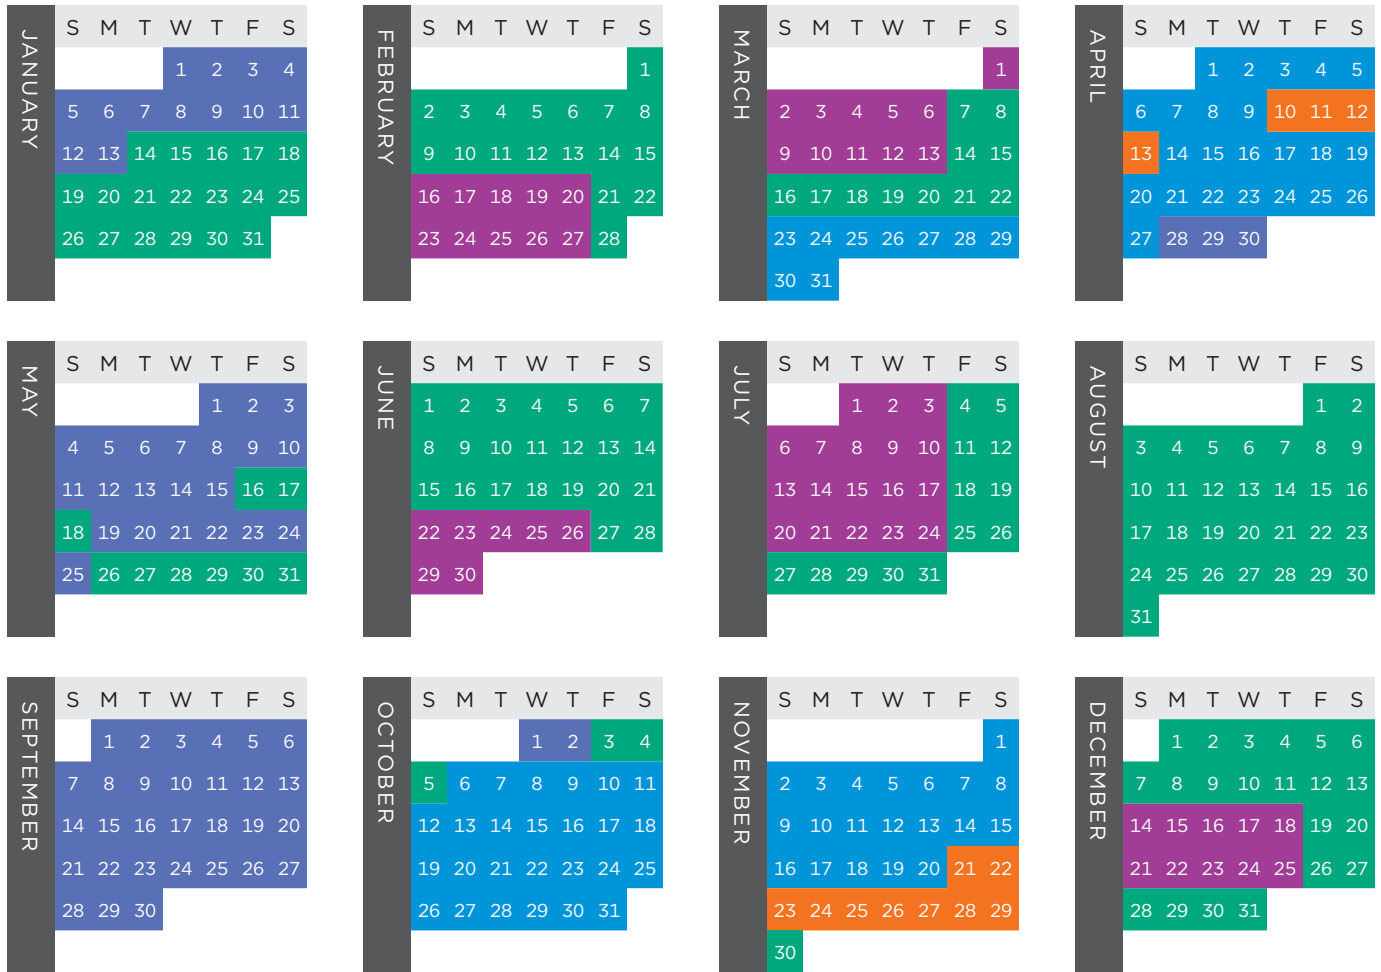 JANUARY
S M T W T F S
1 2 3 4
5 6 7 8 9 10 11
12 13 14 15 16 17 18
19 20 21 22 23 24 25
26 27 28 29 30 31
FEBRUARY
S M T W T F S
1
2 3 4 5 6 7 8
9 10 11 12 13 14 15
16 17 18 19 20 21 22
23 24 25 26 27 28
MARCH
S M T W T F S
1
2 3 4 5 6 7 8
9 10 11 12 13 14 15
16 17 18 19 20 21 22
23 24 25 26 27 28 29
30 31
APRIL
S M T W T F S
1 2 3 4 5
6 7 8 9 10 11 12
13 14 15 16 17 18 19
20 21 22 23 24 25 26
27 28 29 30
MAY
S M T W T F S
1 2 3
4 5 6 7 8 9 10
11 12 13 14 15 16 17
18 19 20 21 22 23 24
25 26 27 28 29 30 31
JUNE
S M T W T F S
1 2 3 4 5 6 7
8 9 10 11 12 13 14
15 16 17 18 19 20 21
22 23 24 25 26 27 28
29 30
JULY
S M T W T F S
1 2 3 4 5
6 7 8 9 10 11 12
13 14 15 16 17 18 19
20 21 22 23 24 25 26
27 28 29 30 31
AUGUST
S M T W T F S
1 2
3 4 5 6 7 8 9
10 11 12 13 14 15 16
17 18 19 20 21 22 23
24 25 26 27 28 29 30
31
SEPTEMBER
S M T W T F S
1 2 3 4 5 6
7 8 9 10 11 12 13
14 15 16 17 18 19 20
21 22 23 24 25 26 27
28 29 30
OCTOBER
S M T W T F S
1 2 3 4
5 6 7 8 9 10 11
12 13 14 15 16 17 18
19 20 21 22 23 24 25
26 27 28 29 30 31
NOVEMBER
S M T W T F S
1
2 3 4 5 6 7 8
9 10 11 12 13 14 15
16 17 18 19 20 21 22
23 24 25 26 27 28 29
30
DECEMBER
S M T W T F S
1 2 3 4 5 6
7 8 9 10 11 12 13
14 15 16 17 18 19 20
21 22 23 24 25 26 27
28 29 30 31